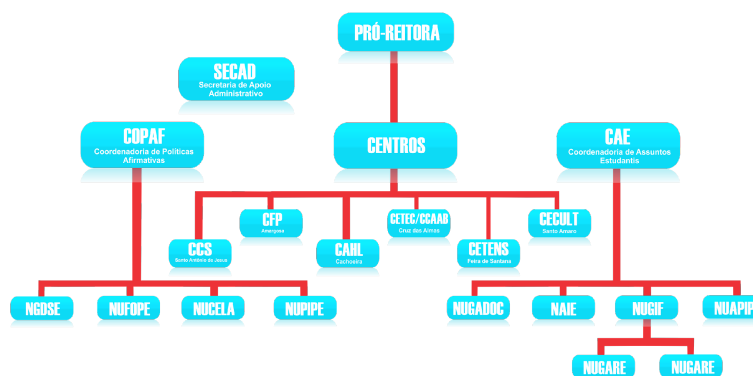 PRÓ-REITORA
SECAD
Secretaria de Apoio
Administrativo
COPAF
Coordenadoria de Políticas
Afirmativas
CENTROS
CAE
Coordenadoria de Assuntos
Estudantis
CCS
Santo Antônio de Jesus
CFP
Amargosa
CAHL
Cachoeira
CETEC/CCAAB
Cruz das Almas
CETENS
Feira de Santana
CECULT
Santo Amaro
NGDSE
NUFOPE
NUCELA
NUPIPE
NUGADOC
NAIE
NUGIF
NUAPIP
NUGARE
NUGARE